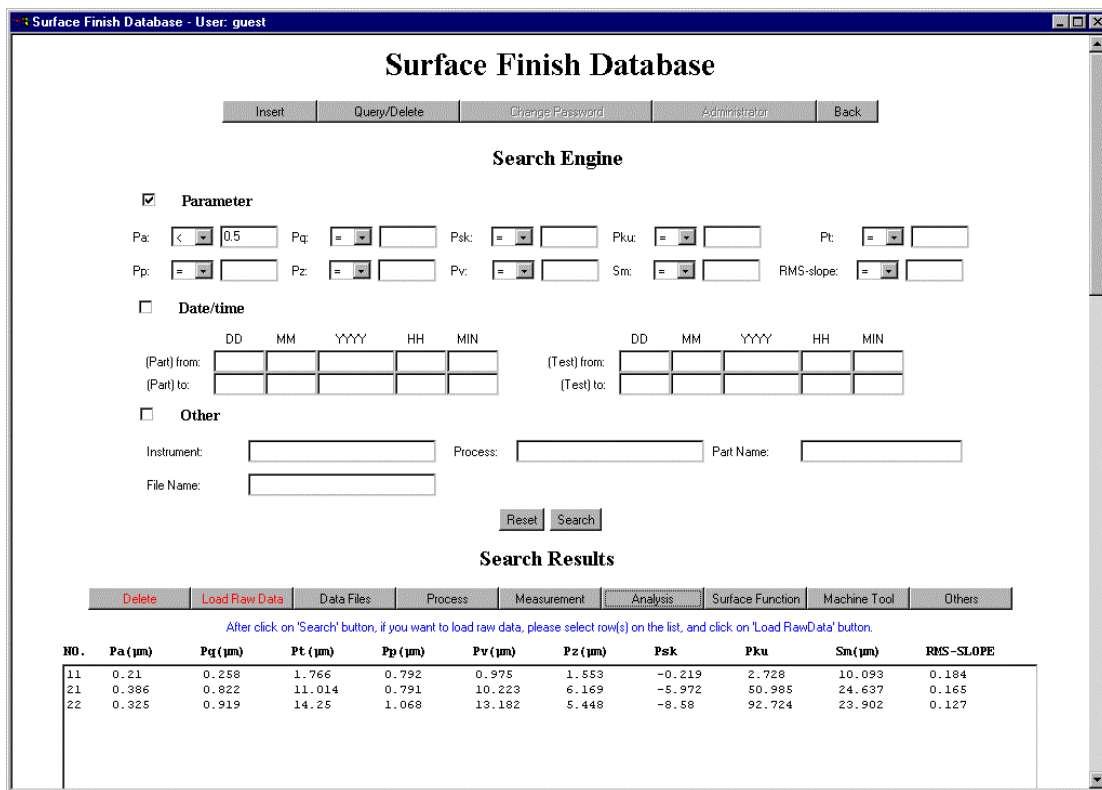 Surface Finish Database - User: guest
Surface Finish Database
Insert Query/Delete Change Password Administrator Back
Search Engine
Parameter
Pa: < 0.5 Pq: = Psk: = Pku: = Pt: =
Pp: = Pz: = Pv: = Sm: = RMS-slope: =
Date/time
DD MM YYYY HH MIN DD MM YYYY HH MIN
(Part) from: (Test) from:
(Part) to: (Test) to:
Other
Instrument: Process: Part Name:
File Name:
Reset Search
Search Results
Delete Load Raw Data Data Files Process Measurement Analysis Surface Function Machine Tool Others
After click on 'Search' button, if you want to load raw data, please select row(s) on the list, and click on 'Load RawData' button.
NO. Pa(µm) Pq(µm) Pt(µm) Pp(µm) Pv(µm) Pz(µm) Psk Pku Sm(µm) RMS-SLOPE
11 0.21 0.258 1.766 0.792 0.975 1.553 -0.219 2.728 10.093 0.184
21 0.386 0.822 11.014 0.791 10.223 6.169 -5.972 50.985 24.637 0.165
22 0.325 0.919 14.25 1.068 13.182 5.448 -8.58 92.724 23.902 0.127